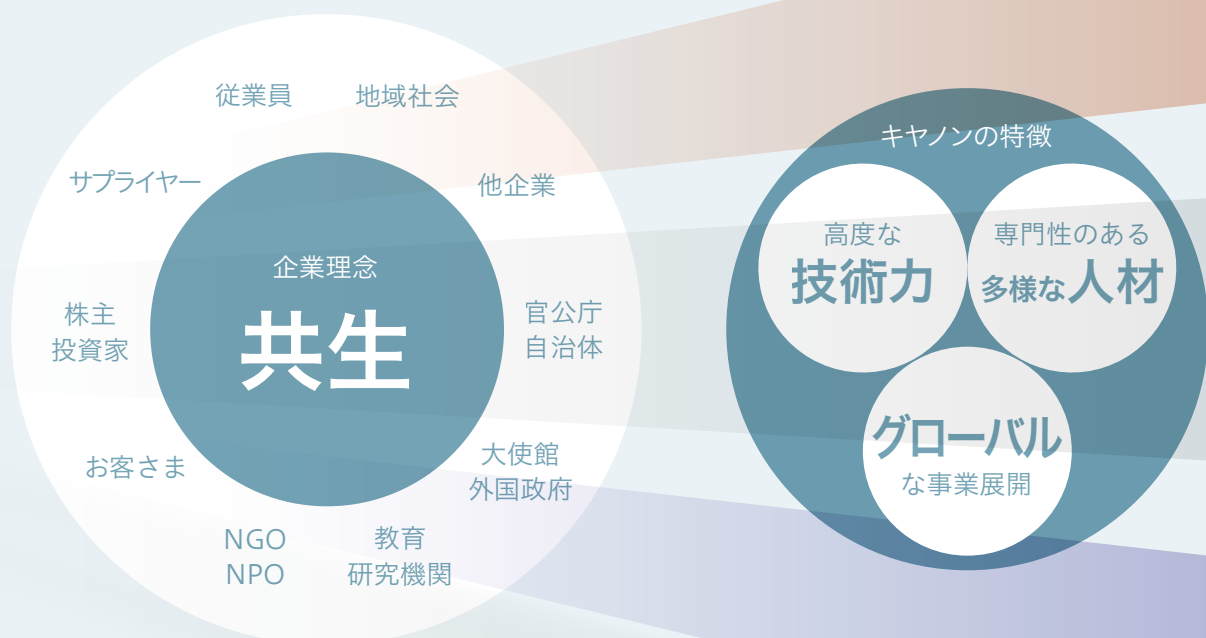 従業員
地域社会
サプライヤー
他企業
企業理念
共生
株主
投資家
官公庁
自治体
お客さま
大使館
外国政府
NGO
NPO
教育
研究機関
キヤノンの特徴
高度な
技術力
専門性のある
多様な人材
グローバル
な事業展開